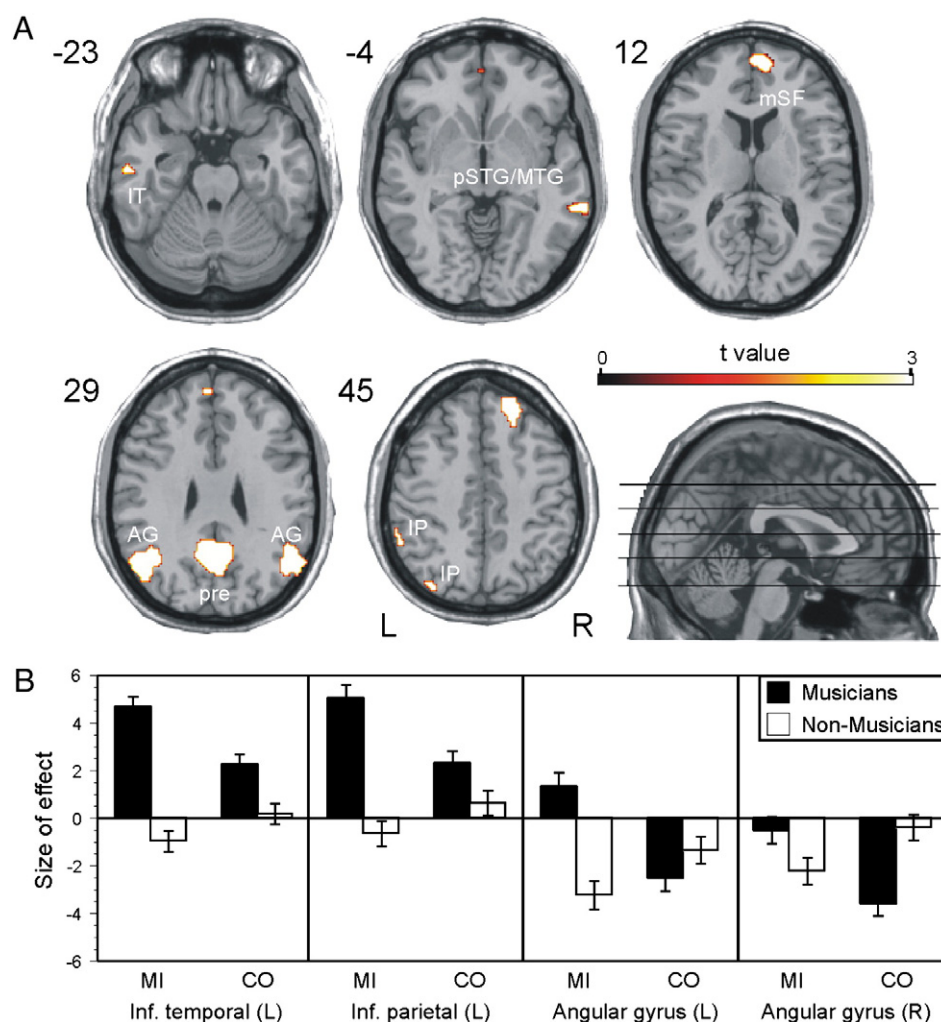 A
-23
-4
12
IT
pSTG/MTG
mSF
29
45
0
t value
3
AG
AG
pre
IP
IP
L
R
B
Size of effect
6
4
2
0
-2
-4
-6
Musicians
Non-Musicians
MI
CO
MI
CO
MI
CO
MI
CO
Inf. temporal (L)
Inf. parietal (L)
Angular gyrus (L)
Angular gyrus (R)